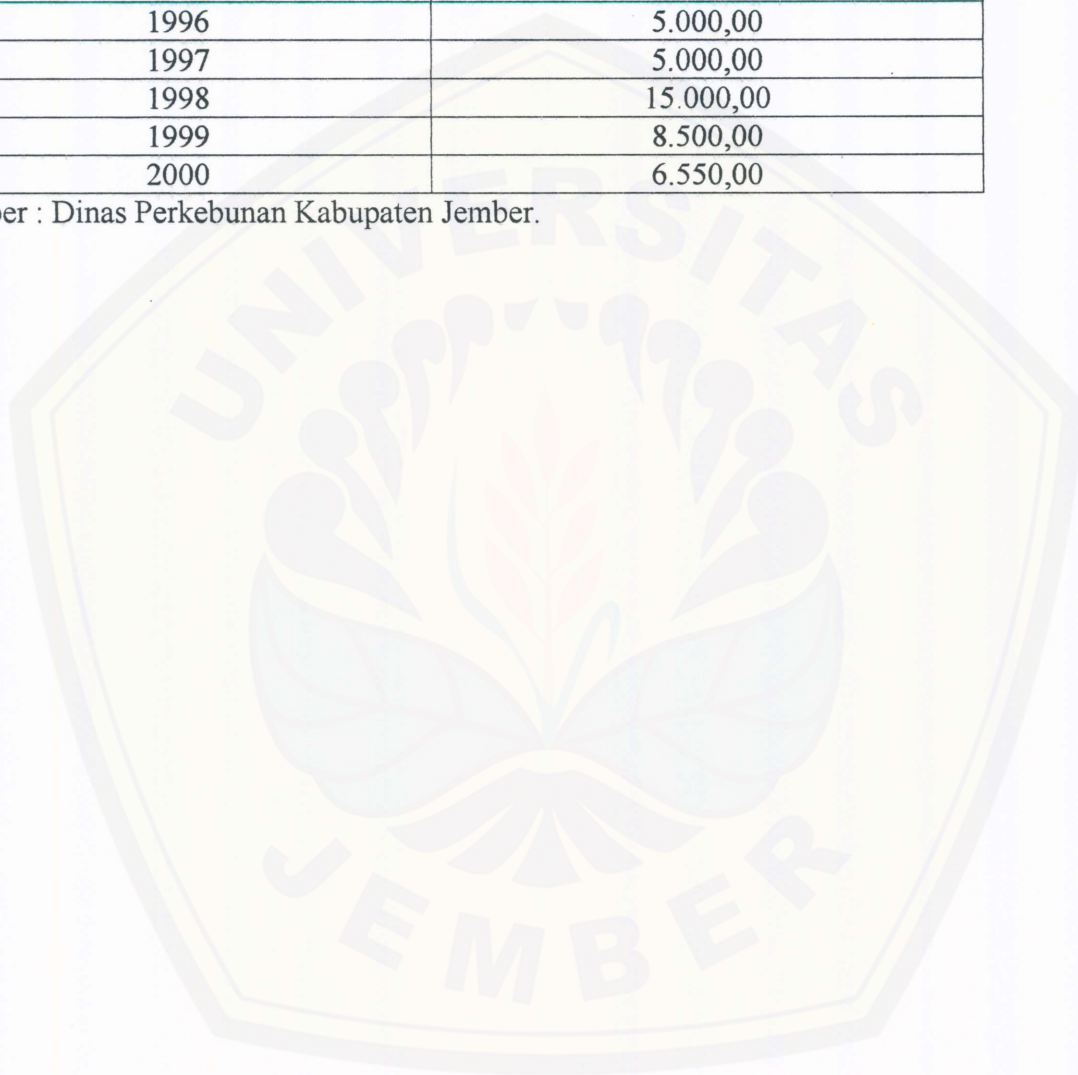 1996 5.000,00
1997 5.000,00
1998 15.000,00
1999 8.500,00
2000 6.550,00
ber : Dinas Perkebunan Kabupaten Jember.
UNIVERSITAS
JEMBER